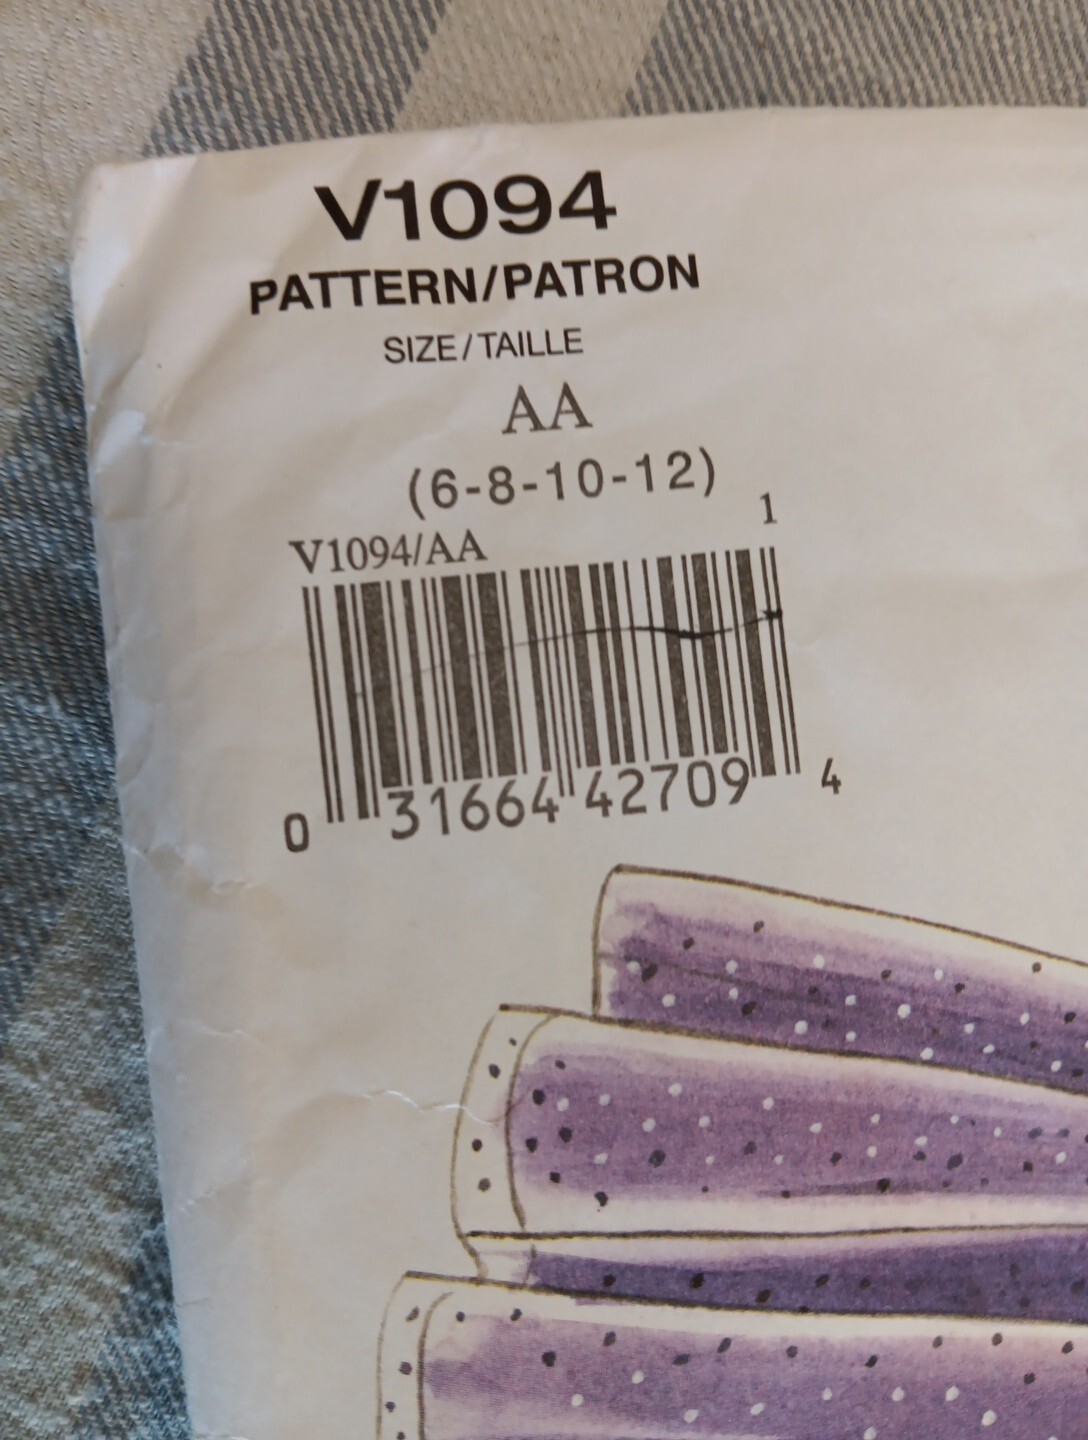 V1094
PATTERN/PATRON
SIZE/TAILLE
AA
(6-8-10-12)
V1094/AA 1
0 31664 42709 4